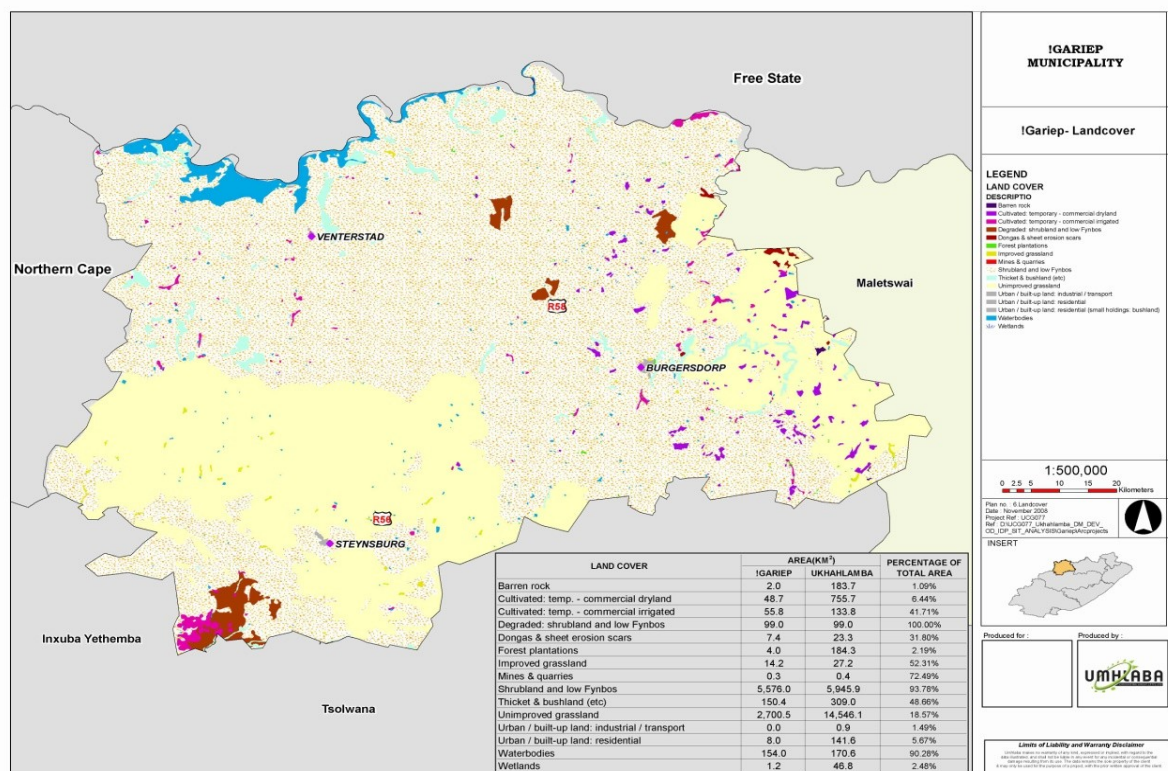 Free State
Northern Cape
VENTERSTAD
R58
Maletswai
BURGERSDORP
R56
STEYNSBURG
Inxuba Yethemba
Tsolwana
LAND COVER AREA(KM²) PERCENTAGE OF TOTAL AREA
!GARIEP UKHAHLAMBA
Barren rock 2.0 183.7 1.09%
Cultivated: temp. - commercial dryland 48.7 755.7 6.44%
Cultivated: temp. - commercial irrigated 55.8 133.8 41.71%
Degraded: shrubland and low Fynbos 99.0 99.0 100.00%
Dongas & sheet erosion scars 7.4 23.3 31.80%
Forest plantations 4.0 184.3 2.19%
Improved grassland 14.2 27.2 52.31%
Mines & quarries 0.3 0.4 72.49%
Shrubland and low Fynbos 5,576.0 5,945.9 93.78%
Thicket & bushland (etc) 150.4 309.0 48.66%
Unimproved grassland 2,700.5 14,546.1 18.57%
Urban / built-up land: industrial / transport 0.0 0.9 1.49%
Urban / built-up land: residential 8.0 141.6 5.67%
Waterbodies 154.0 170.6 90.28%
Wetlands 1.2 46.8 2.48%
!GARIEP
MUNICIPALITY
!Gariep- Landcover
LEGEND
LAND COVER
DESCRIPTIO
Barren rock
Cultivated: temporary - commercial dryland
Cultivated: temporary - commercial irrigated
Degraded: shrubland and low Fynbos
Dongas & sheet erosion scars
Forest plantations
Improved grassland
Mines & quarries
Shrubland and low Fynbos
Thicket & bushland (etc)
Unimproved grassland
Urban / built-up land: industrial / transport
Urban / built-up land: residential
Urban / built-up land: residential (small holdings: bushland)
Waterbodies
Wetlands
1:500,000
0 2.5 5 10 15 20
Kilometers
Plan no. : 6.Landcover
Date : November 2008
Project Ref : UCG077
Ref : D:\UCG077_Ukhahlamba_DM_DEV_
OD_IDP_SIT_ANALYSIS\Gariep\Arcprojects
INSERT
Produced for :
Produced by :
UMHLABA
Limits of Liability and Warranty Disclaimer